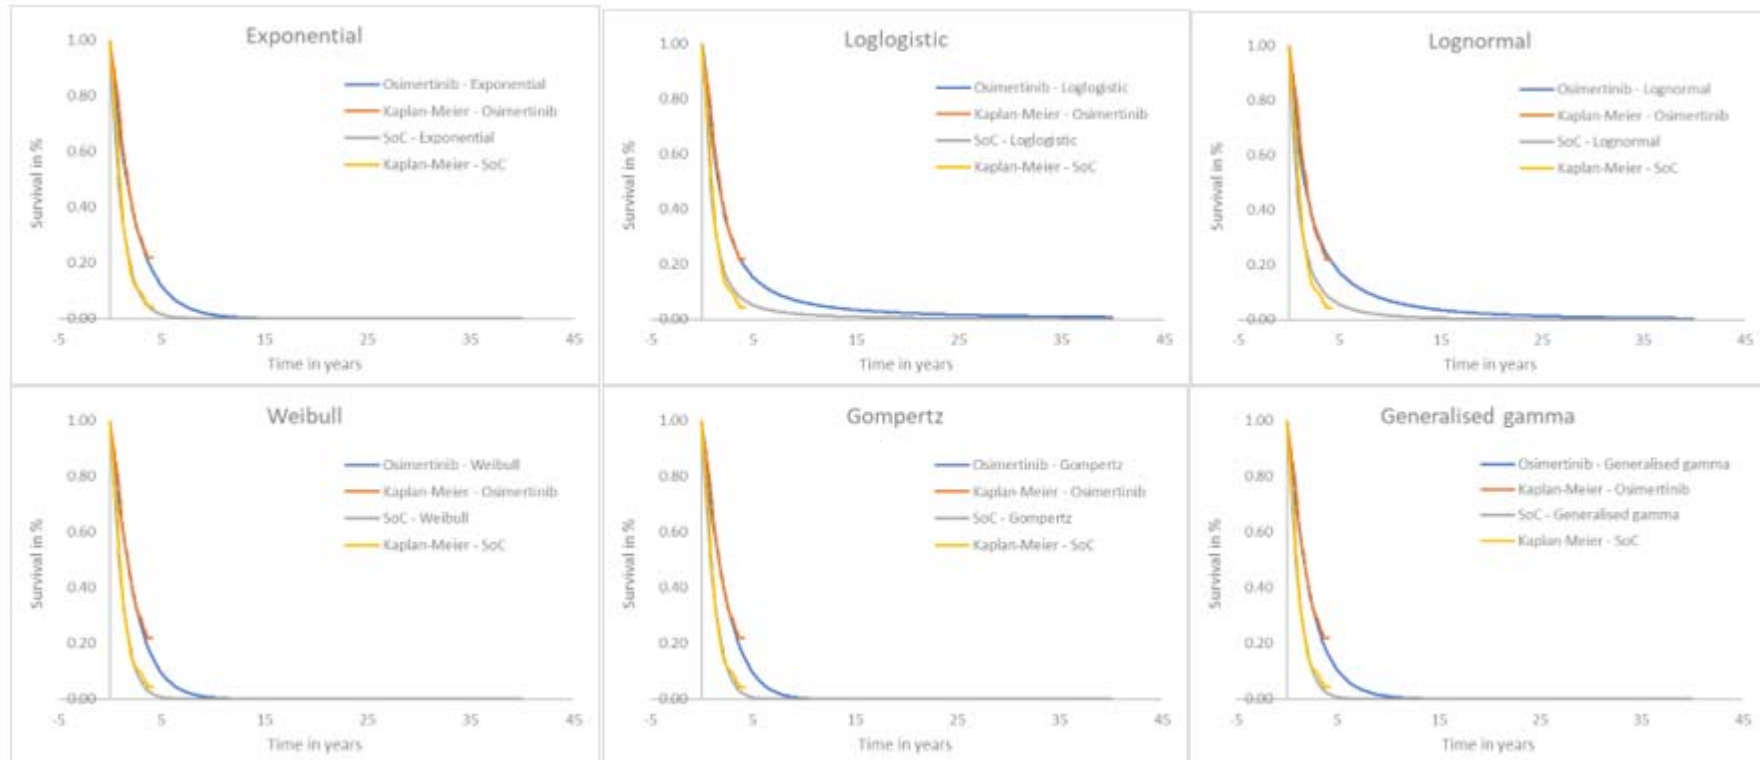 Exponential
1.00
0.80
0.60
0.40
0.20
0.00
Survival in %
Osimertinib - Exponential
Kaplan-Meier - Osimertinib
SoC - Exponential
Kaplan-Meier - SoC
-5 5 15 25 35 45
Time in years
Loglogistic
1.00
0.80
0.60
0.40
0.20
0.00
Survival in %
Osimertinib - Loglogistic
Kaplan-Meier - Osimertinib
SoC - Loglogistic
Kaplan-Meier - SoC
-5 5 15 25 35 45
Time in years
Lognormal
1.00
0.80
0.60
0.40
0.20
0.00
Survival in %
Osimertinib - Lognormal
Kaplan-Meier - Osimertinib
SoC - Lognormal
Kaplan-Meier - SoC
-5 5 15 25 35 45
Time in years
Weibull
1.00
0.80
0.60
0.40
0.20
0.00
Survival in %
Osimertinib - Weibull
Kaplan-Meier - Osimertinib
SoC - Weibull
Kaplan-Meier - SoC
-5 5 15 25 35 45
Time in years
Gompertz
1.00
0.80
0.60
0.40
0.20
0.00
Survival in %
Osimertinib - Gompertz
Kaplan-Meier - Osimertinib
SoC - Gompertz
Kaplan-Meier - SoC
-5 5 15 25 35 45
Time in years
Generalised gamma
1.00
0.80
0.60
0.40
0.20
0.00
Survival in %
Osimertinib - Generalised gamma
Kaplan-Meier - Osimertinib
SoC - Generalised gamma
Kaplan-Meier - SoC
-5 5 15 25 35 45
Time in years